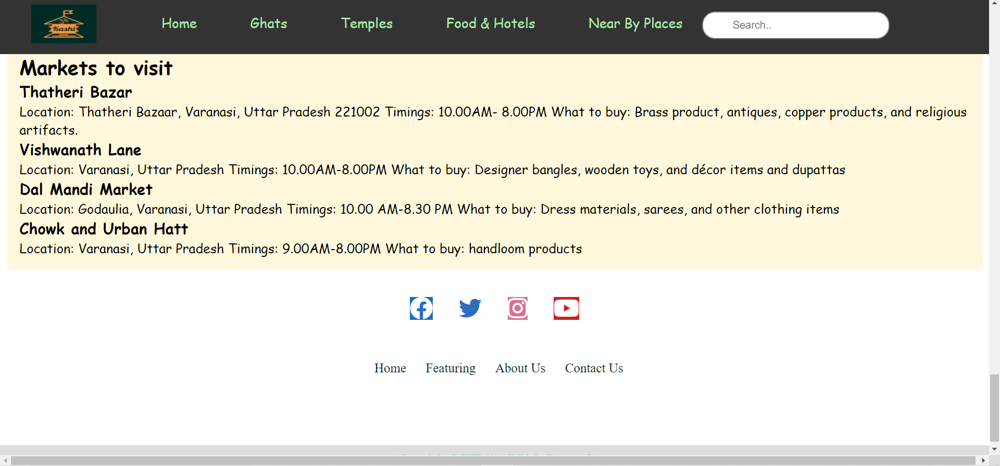 Kashi
Home Ghats Temples Food & Hotels Near By Places Search..
Markets to visit
Thatheri Bazar
Location: Thatheri Bazaar, Varanasi, Uttar Pradesh 221002 Timings: 10.00AM- 8.00PM What to buy: Brass product, antiques, copper products, and religious
artifacts.
Vishwanath Lane
Location: Varanasi, Uttar Pradesh Timings: 10.00AM-8.00PM What to buy: Designer bangles, wooden toys, and décor items and dupattas
Dal Mandi Market
Location: Godaulia, Varanasi, Uttar Pradesh Timings: 10.00 AM-8.30 PM What to buy: Dress materials, sarees, and other clothing items
Chowk and Urban Hatt
Location: Varanasi, Uttar Pradesh Timings: 9.00AM-8.00PM What to buy: handloom products
Home Featuring About Us Contact Us